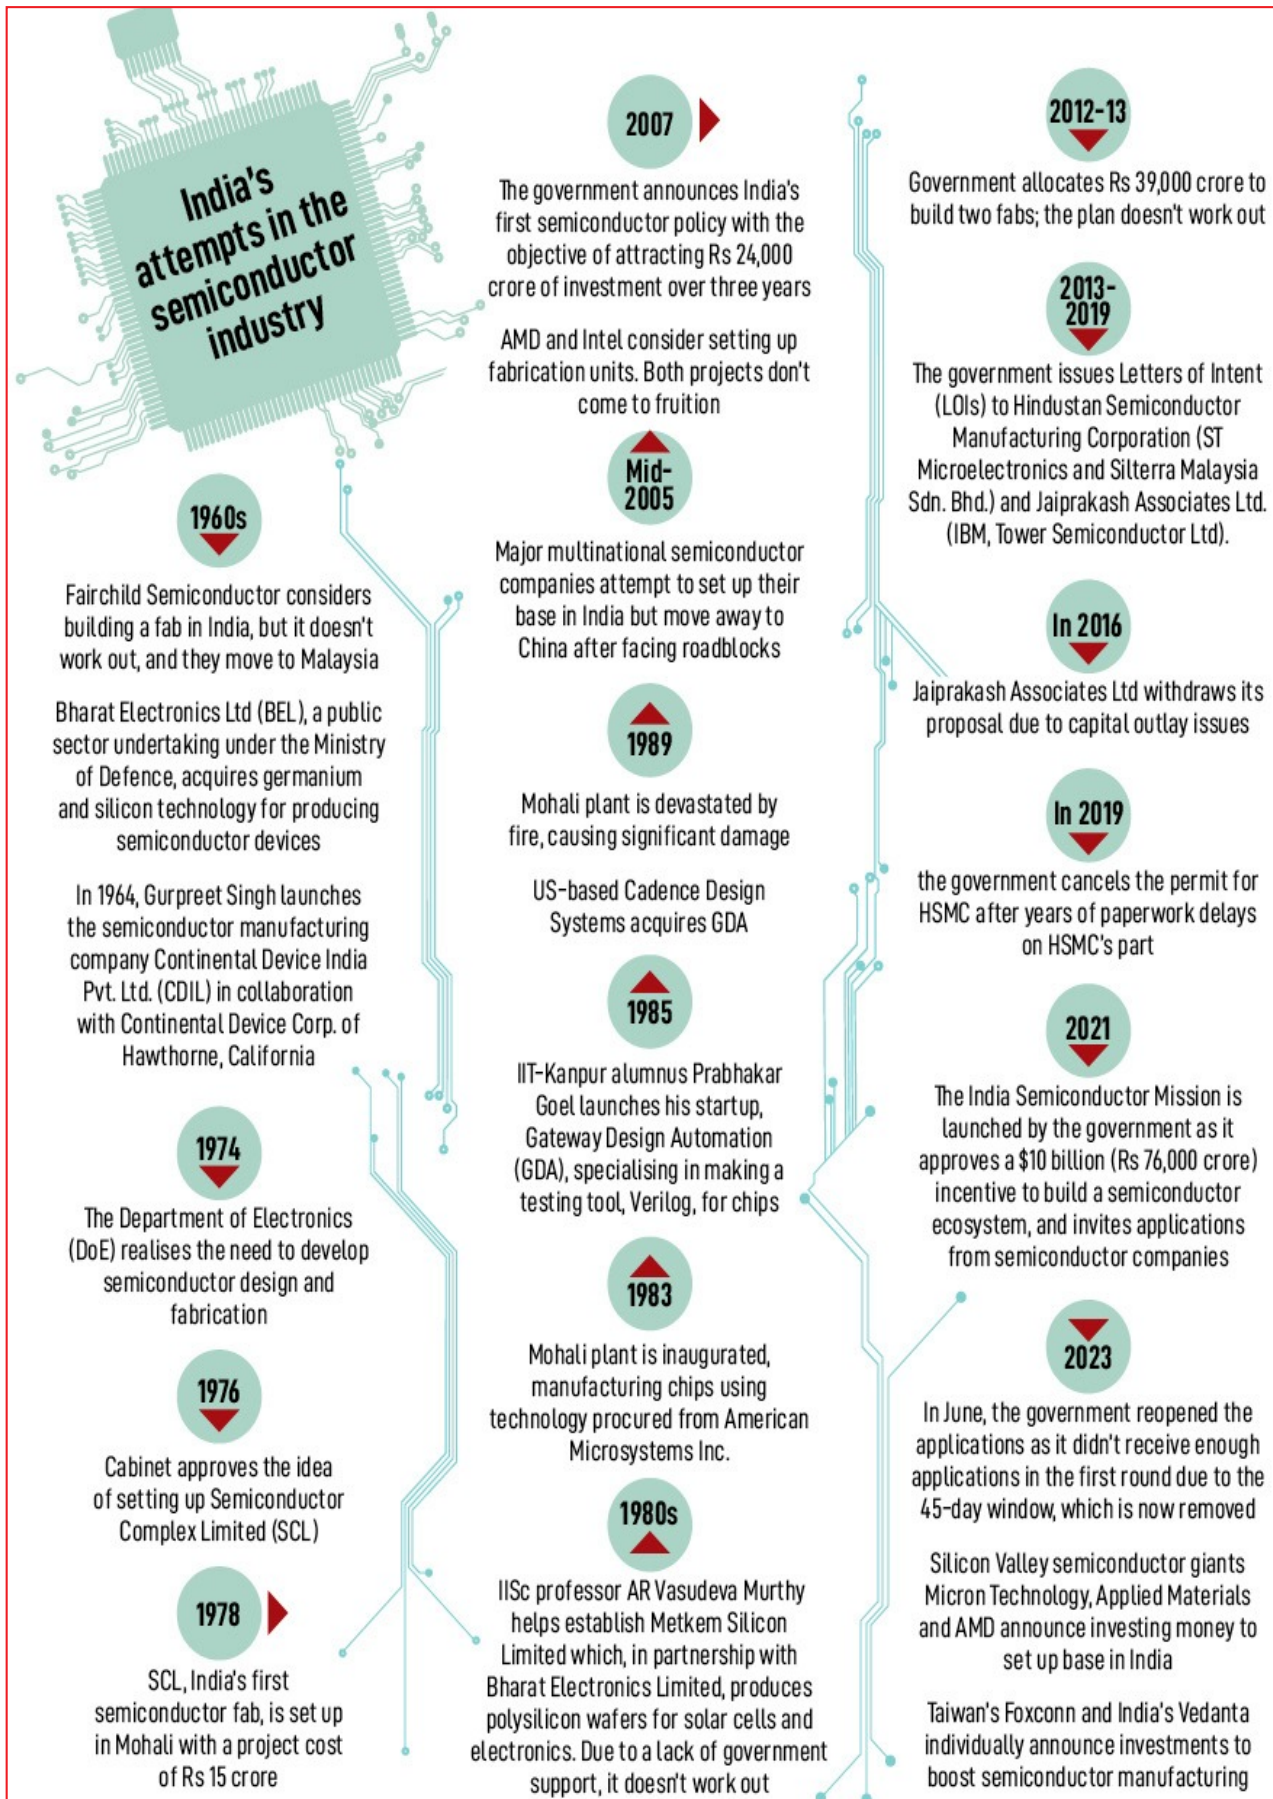 India's
attempts in the
semiconductor
industry
1960s
Fairchild Semiconductor considers
building a fab in India, but it doesn't
work out, and they move to Malaysia
Bharat Electronics Ltd (BEL), a public
sector undertaking under the Ministry
of Defence, acquires germanium
and silicon technology for producing
semiconductor devices
In 1964, Gurpreet Singh launches
the semiconductor manufacturing
company Continental Device India
Pvt. Ltd. (CDIL) in collaboration
with Continental Device Corp. of
Hawthorne, California
1974
The Department of Electronics
(DoE) realises the need to develop
semiconductor design and
fabrication
1976
Cabinet approves the idea
of setting up Semiconductor
Complex Limited (SCL)
1978
SCL, India's first
semiconductor fab, is set up
in Mohali with a project cost
of Rs 15 crore
2007
The government announces India's
first semiconductor policy with the
objective of attracting Rs 24,000
crore of investment over three years
AMD and Intel consider setting up
fabrication units. Both projects don't
come to fruition
Mid-
2005
Major multinational semiconductor
companies attempt to set up their
base in India but move away to
China after facing roadblocks
1989
Mohali plant is devastated by
fire, causing significant damage
US-based Cadence Design
Systems acquires GDA
1985
IIT-Kanpur alumnus Prabhakar
Goel launches his startup,
Gateway Design Automation
(GDA), specialising in making a
testing tool, Verilog, for chips
1983
Mohali plant is inaugurated,
manufacturing chips using
technology procured from American
Microsystems Inc.
1980s
IISc professor AR Vasudeva Murthy
helps establish Metkem Silicon
Limited which, in partnership with
Bharat Electronics Limited, produces
polysilicon wafers for solar cells and
electronics. Due to a lack of government
support, it doesn't work out
2012-13
Government allocates Rs 39,000 crore to
build two fabs; the plan doesn't work out
2013-
2019
The government issues Letters of Intent
(LOIs) to Hindustan Semiconductor
Manufacturing Corporation (ST
Microelectronics and Silterra Malaysia
Sdn. Bhd.) and Jaiprakash Associates Ltd.
(IBM, Tower Semiconductor Ltd).
In 2016
Jaiprakash Associates Ltd withdraws its
proposal due to capital outlay issues
In 2019
the government cancels the permit for
HSMC after years of paperwork delays
on HSMC's part
2021
The India Semiconductor Mission is
launched by the government as it
approves a $10 billion (Rs 76,000 crore)
incentive to build a semiconductor
ecosystem, and invites applications
from semiconductor companies
2023
In June, the government reopened the
applications as it didn't receive enough
applications in the first round due to the
45-day window, which is now removed
Silicon Valley semiconductor giants
Micron Technology, Applied Materials
and AMD announce investing money to
set up base in India
Taiwan's Foxconn and India's Vedanta
individually announce investments to
boost semiconductor manufacturing